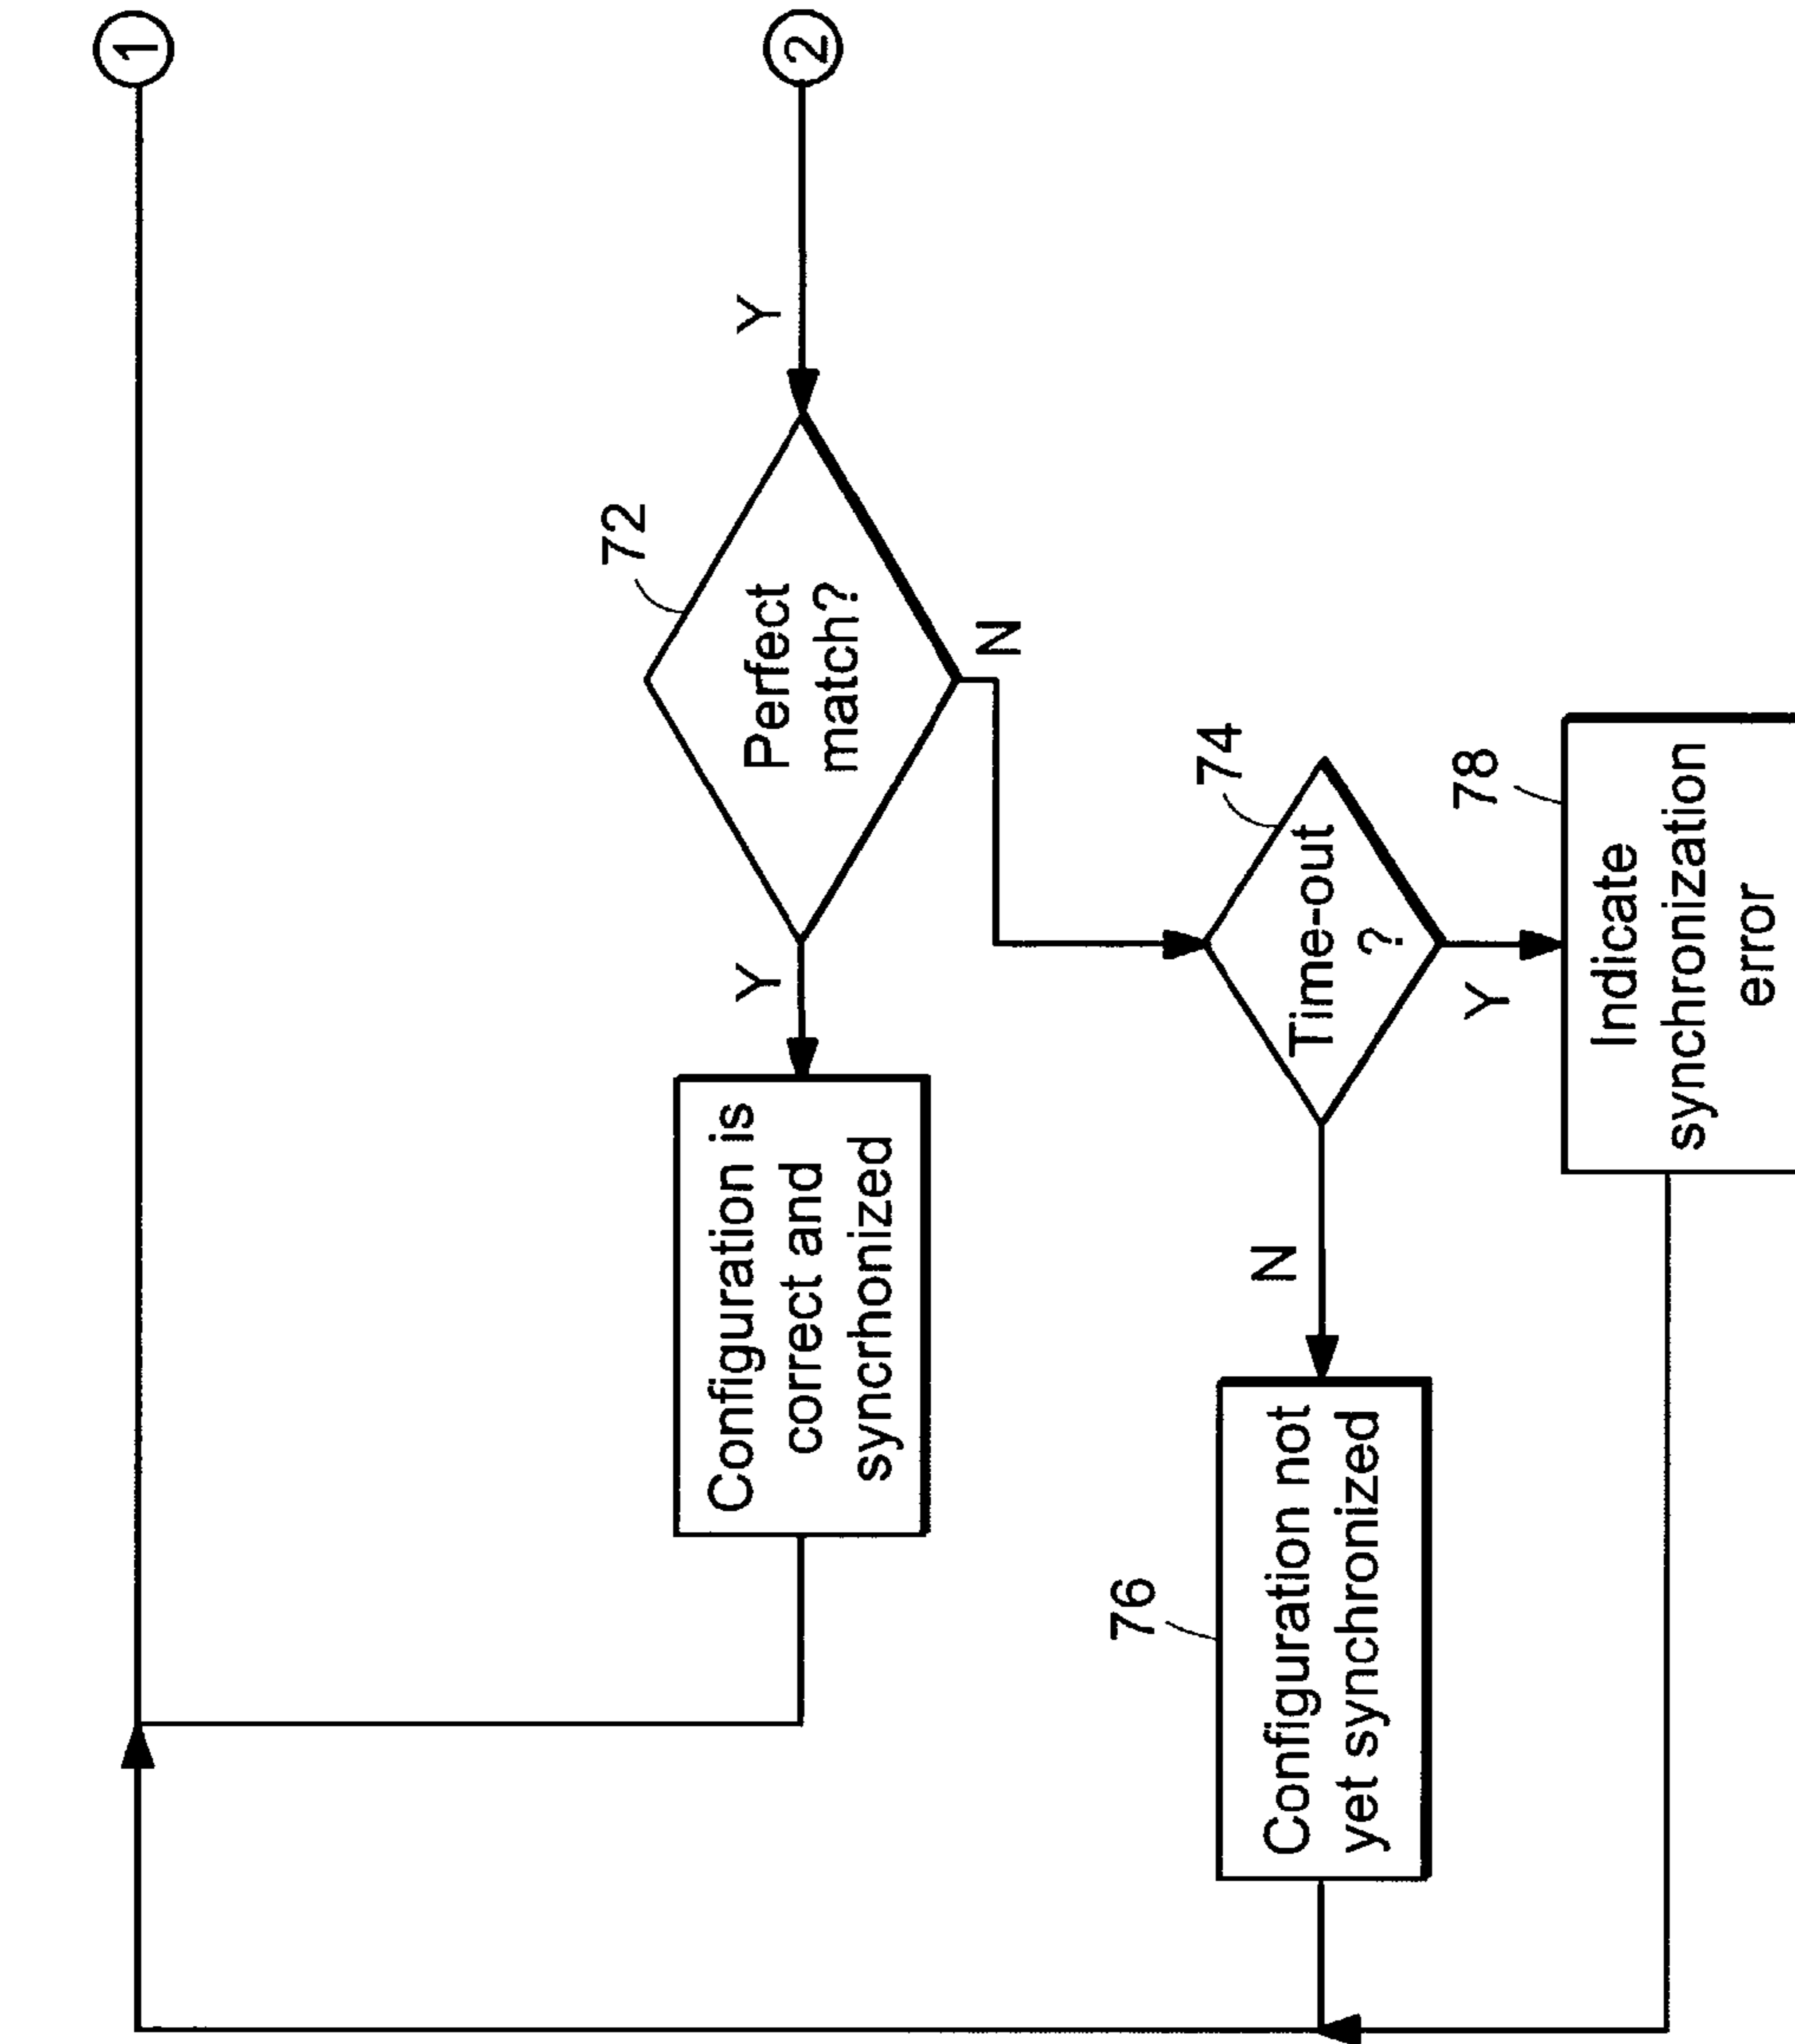 1
2
Y
72
Perfect
match?
Y
N
Configuration is
correct and
syncrhonized
74
Time-out
?
N
Y
76
Configuration not
yet synchronized
78
Indicate
synchronization
error